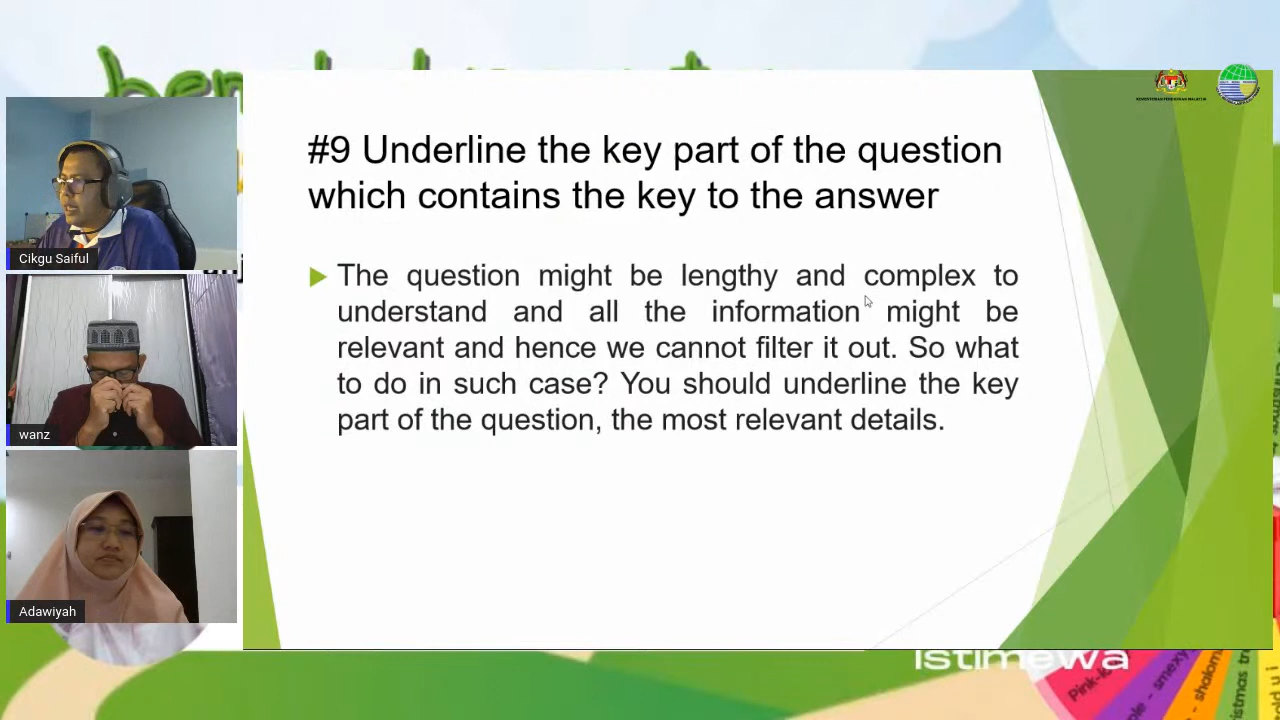 #9 Underline the key part of the question
which contains the key to the answer
The question might be lengthy and complex to
understand and all the information might be
relevant and hence we cannot filter it out. So what
to do in such case? You should underline the key
part of the question, the most relevant details.
KEMENTERIAN PENDIDIKAN MALAYSIA
Cikgu Saiful
wanz
Adawiyah
istimewa